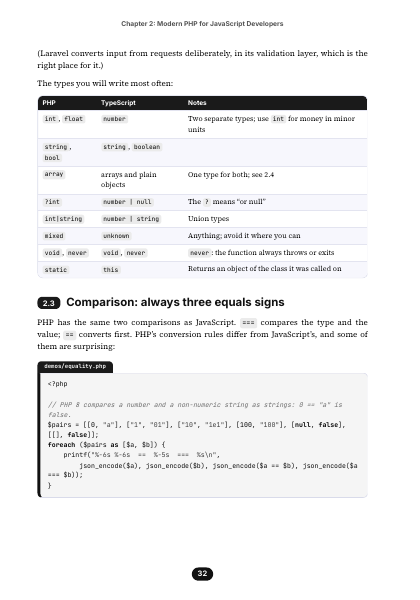 Chapter 2: Modern PHP for JavaScript Developers
(Laravel converts input from requests deliberately, in its validation layer, which is the
right place for it.)
The types you will write most often:
PHP TypeScript Notes
int, float number Two separate types; use int for money in minor
units
string, string, boolean
bool
array arrays and plain One type for both; see 2.4
objects
?int number | null The ? means “or null”
int|string number | string Union types
mixed unknown Anything; avoid it where you can
void, never void, never never: the function always throws or exits
static this Returns an object of the class it was called on
2.3 Comparison: always three equals signs
PHP has the same two comparisons as JavaScript. === compares the type and the
value; == converts first. PHP’s conversion rules differ from JavaScript’s, and some of
them are surprising:
demos/equality.php
<?php
// PHP 8 compares a number and a non-numeric string as strings: 0 == "a" is
false.
$pairs = [[0, "a"], ["1", "01"], ["10", "1e1"], [100, "100"], [null, false],
[[], false]];
foreach ($pairs as [$a, $b]) {
printf("%-6s %-6s == %-5s === %s\n",
json_encode($a), json_encode($b), json_encode($a == $b), json_encode($a
=== $b));
}
32